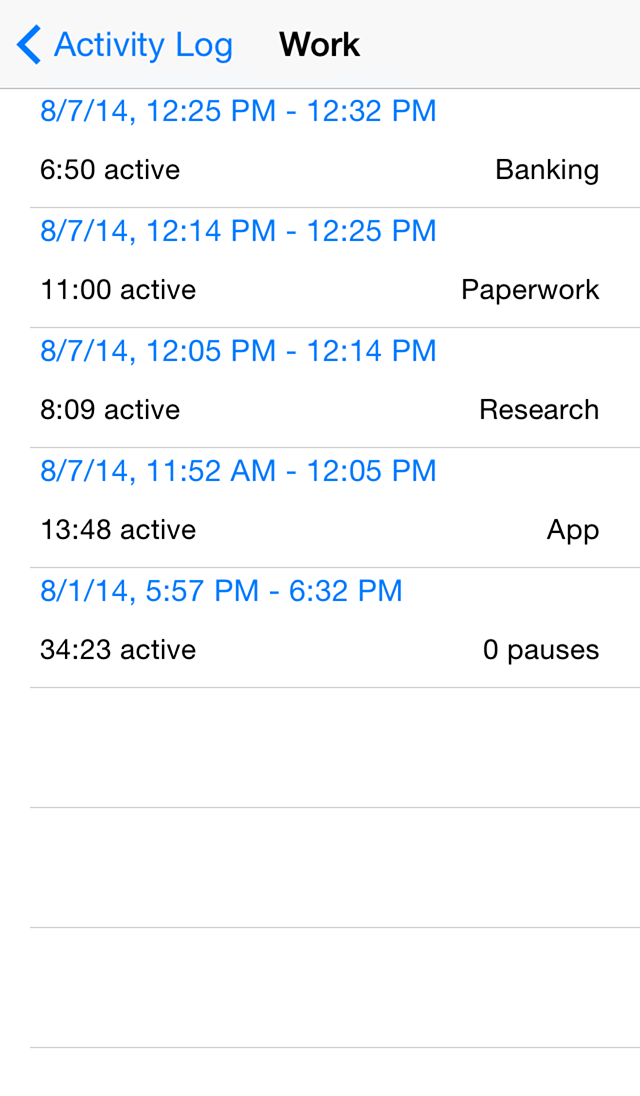 Activity Log Work
8/7/14, 12:25 PM - 12:32 PM
6:50 active Banking
8/7/14, 12:14 PM - 12:25 PM
11:00 active Paperwork
8/7/14, 12:05 PM - 12:14 PM
8:09 active Research
8/7/14, 11:52 AM - 12:05 PM
13:48 active App
8/1/14, 5:57 PM - 6:32 PM
34:23 active 0 pauses